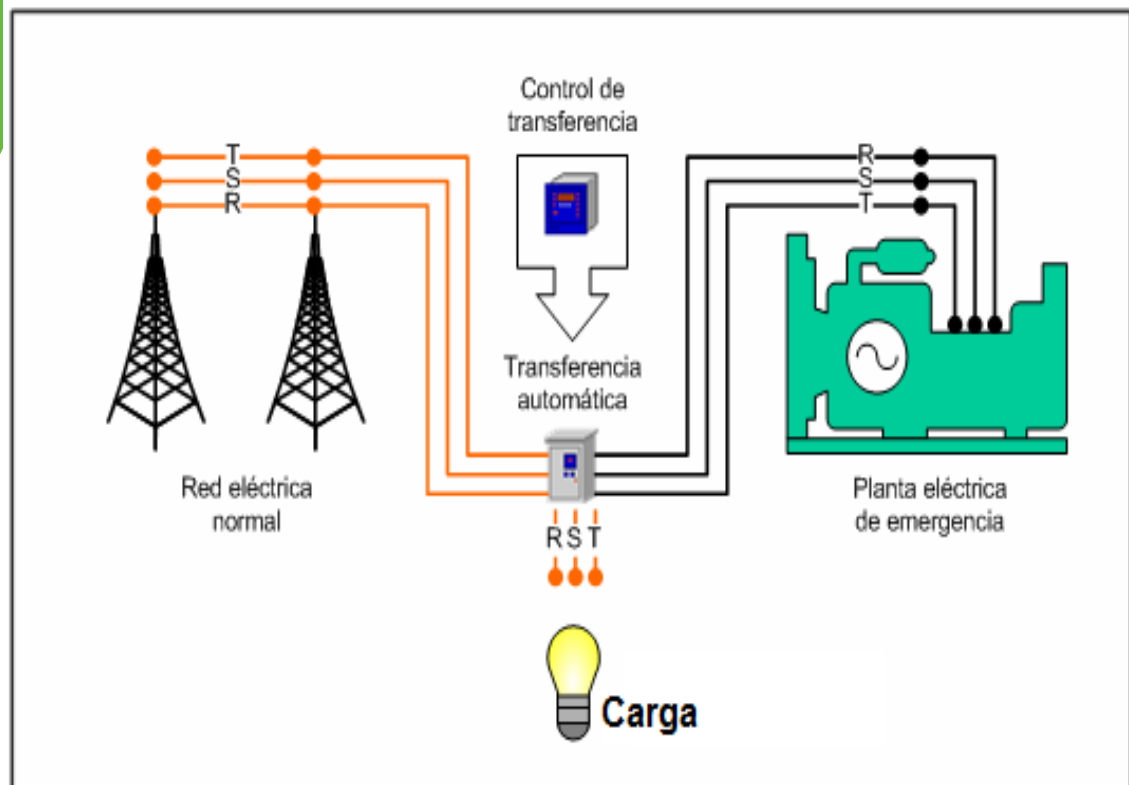 Control de
transferencia
T
S
R
R
S
T
Transferencia
automática
Red eléctrica
normal
Planta eléctrica
de emergencia
R S T
Carga